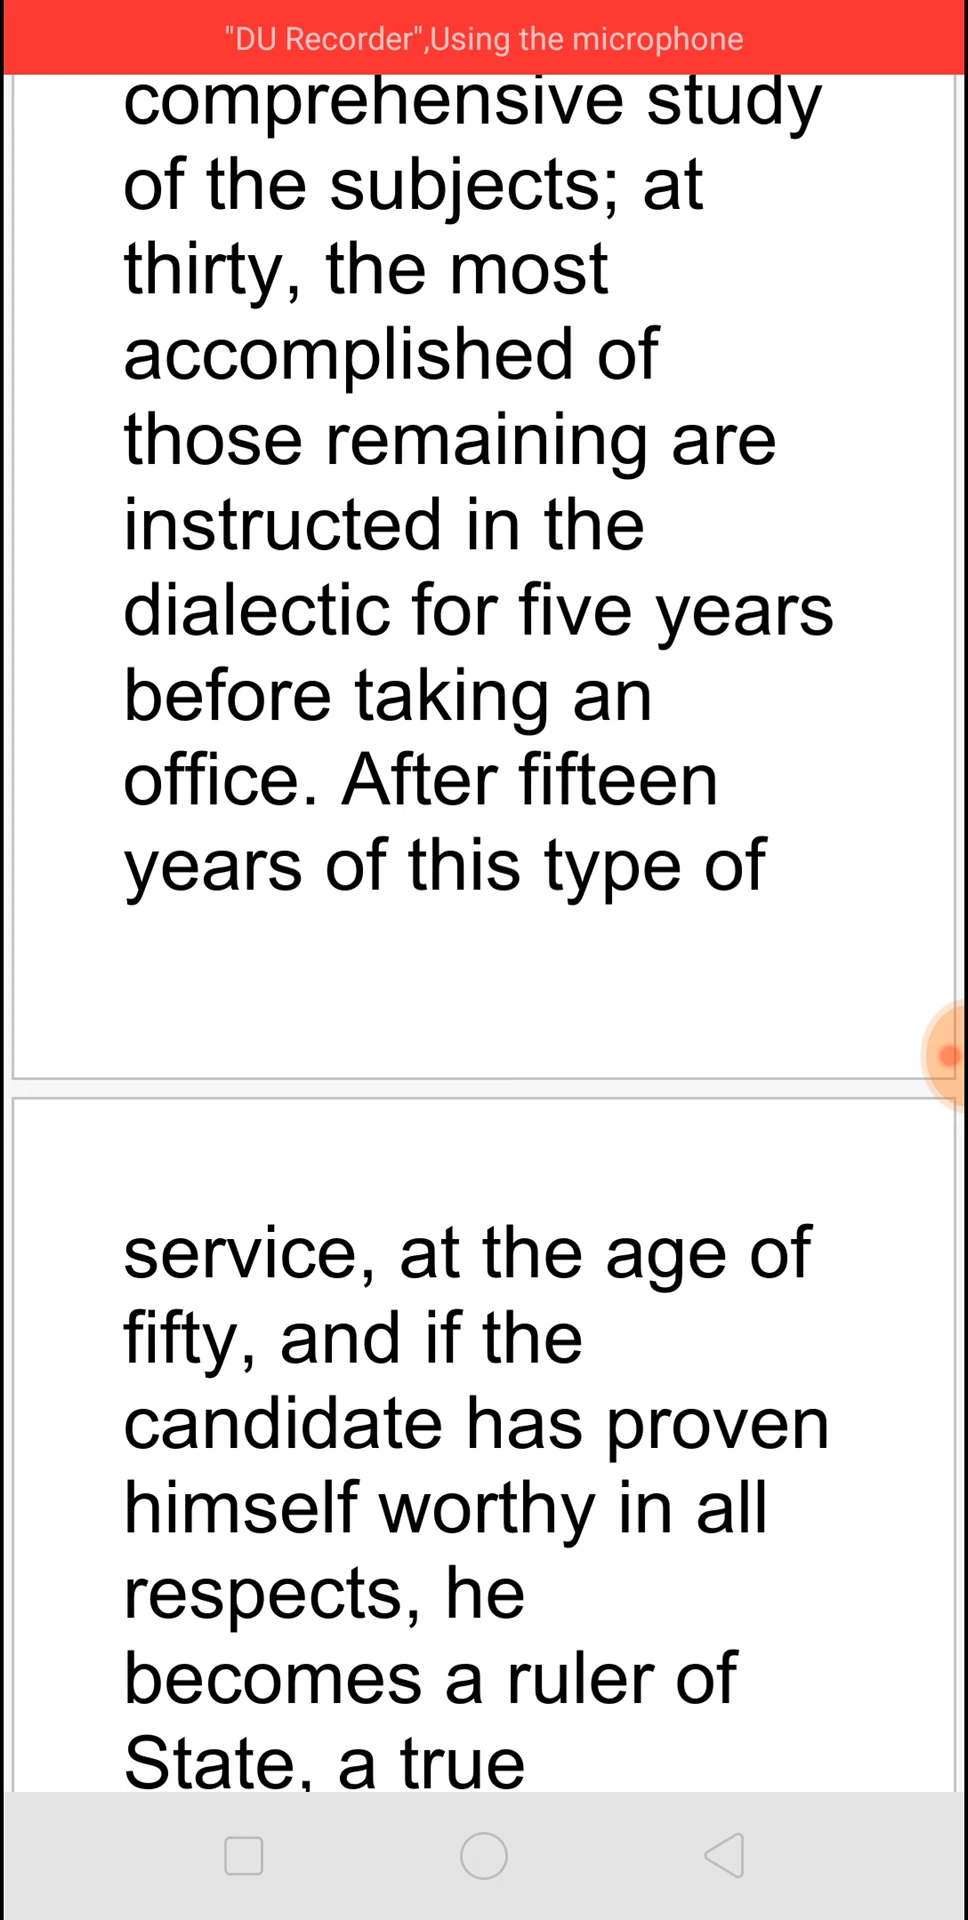 "DU Recorder",Using the microphone
comprehensive study
of the subjects; at
thirty, the most
accomplished of
those remaining are
instructed in the
dialectic for five years
before taking an
office. After fifteen
years of this type of
service, at the age of
fifty, and if the
candidate has proven
himself worthy in all
respects, he
becomes a ruler of
State, a true